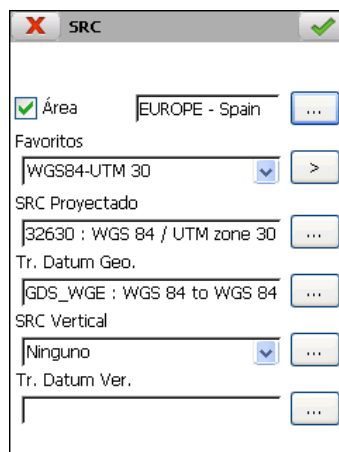 SRC
Área EUROPE - Spain ...
Favoritos
WGS84-UTM 30 >
SRC Proyectado
32630 : WGS 84 / UTM zone 30 ...
Tr. Datum Geo.
GDS_WGE : WGS 84 to WGS 84 ...
SRC Vertical
Ninguno ...
Tr. Datum Ver.
...